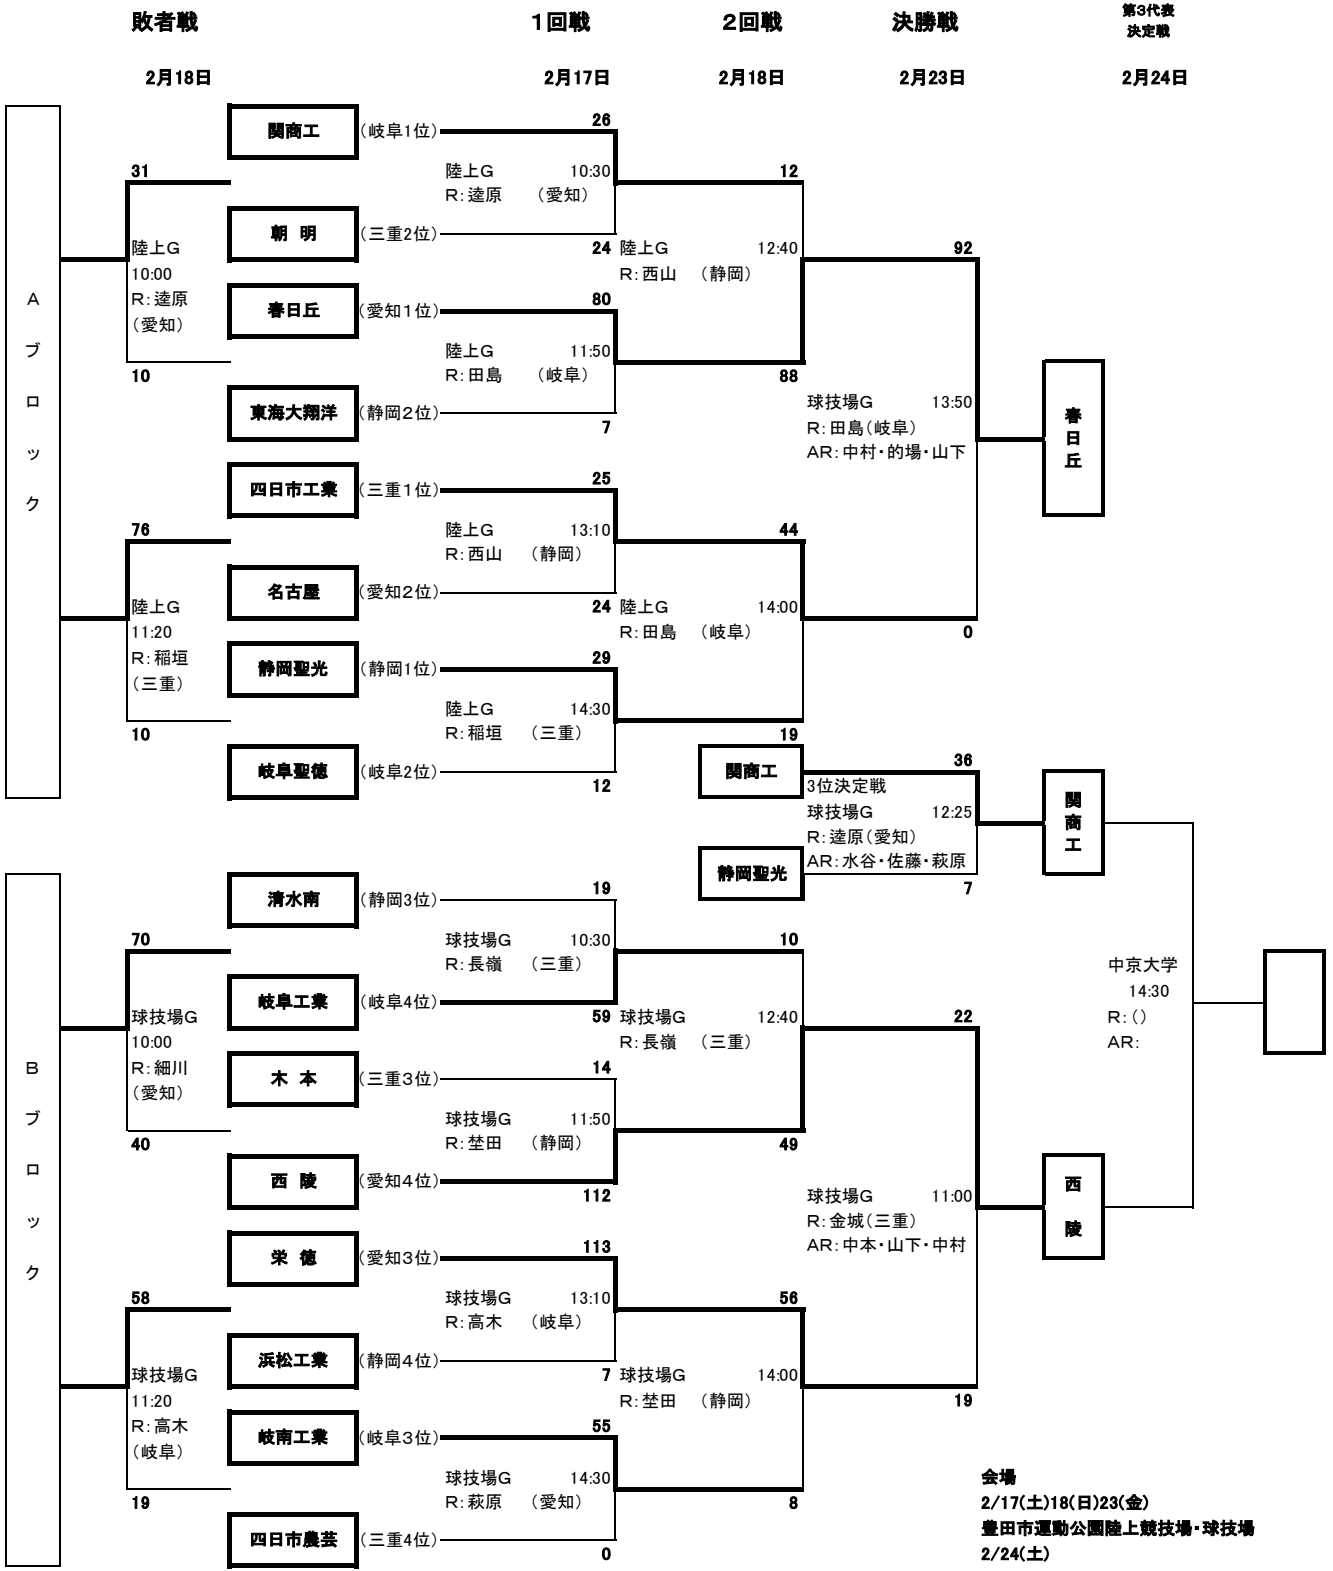 敗者戦 1回戦 2回戦 決勝戦 第3代表
決定戦
2月18日 2月17日 2月18日 2月23日 2月24日
Aブロック
関商工 (岐阜1位) 26
陸上G 10:30
R:逵原 (愛知)
朝 明 (三重2位) 24
春日丘 (愛知1位) 80
陸上G 11:50
R:田島 (岐阜)
東海大翔洋 (静岡2位) 7
四日市工業 (三重1位) 25
陸上G 13:10
R:西山 (静岡)
名古屋 (愛知2位) 24
静岡聖光 (静岡1位) 29
陸上G 14:30
R:稲垣 (三重)
岐阜聖徳 (岐阜2位) 12
31
陸上G
10:00
R:逵原
(愛知)
10
76
陸上G
11:20
R:稲垣
(三重)
10
12
陸上G 12:40
R:西山 (静岡)
88
44
陸上G 14:00
R:田島 (岐阜)
19
92
球技場G 13:50
R:田島(岐阜)
AR:中村・的場・山下
0
春日丘
関商工 36
3位決定戦
球技場G 12:25
R:逵原(愛知)
AR:水谷・佐藤・萩原
静岡聖光 7
関商工
Bブロック
清水南 (静岡3位) 19
球技場G 10:30
R:長嶺 (三重)
岐阜工業 (岐阜4位) 59
木 本 (三重3位) 14
球技場G 11:50
R:埜田 (静岡)
西 陵 (愛知4位) 112
栄 徳 (愛知3位) 113
球技場G 13:10
R:高木 (岐阜)
浜松工業 (静岡4位) 7
岐南工業 (岐阜3位) 55
球技場G 14:30
R:萩原 (愛知)
四日市農芸 (三重4位) 0
70
球技場G
10:00
R:細川
(愛知)
40
58
球技場G
11:20
R:高木
(岐阜)
19
10
球技場G 12:40
R:長嶺 (三重)
49
56
球技場G 14:00
R:埜田 (静岡)
8
22
球技場G 11:00
R:金城(三重)
AR:中本・山下・中村
19
西 陵
中京大学
14:30
R:()
AR:
会場
2/17(土)18(日)23(金)
豊田市運動公園陸上競技場・球技場
2/24(土)